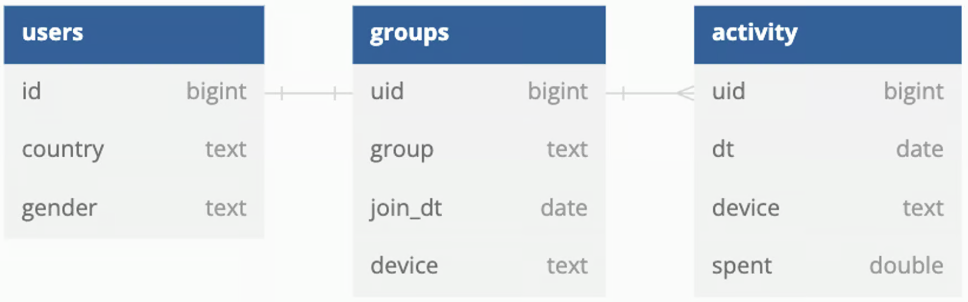 users
id bigint
country text
gender text
groups
uid bigint
group text
join_dt date
device text
activity
uid bigint
dt date
device text
spent double